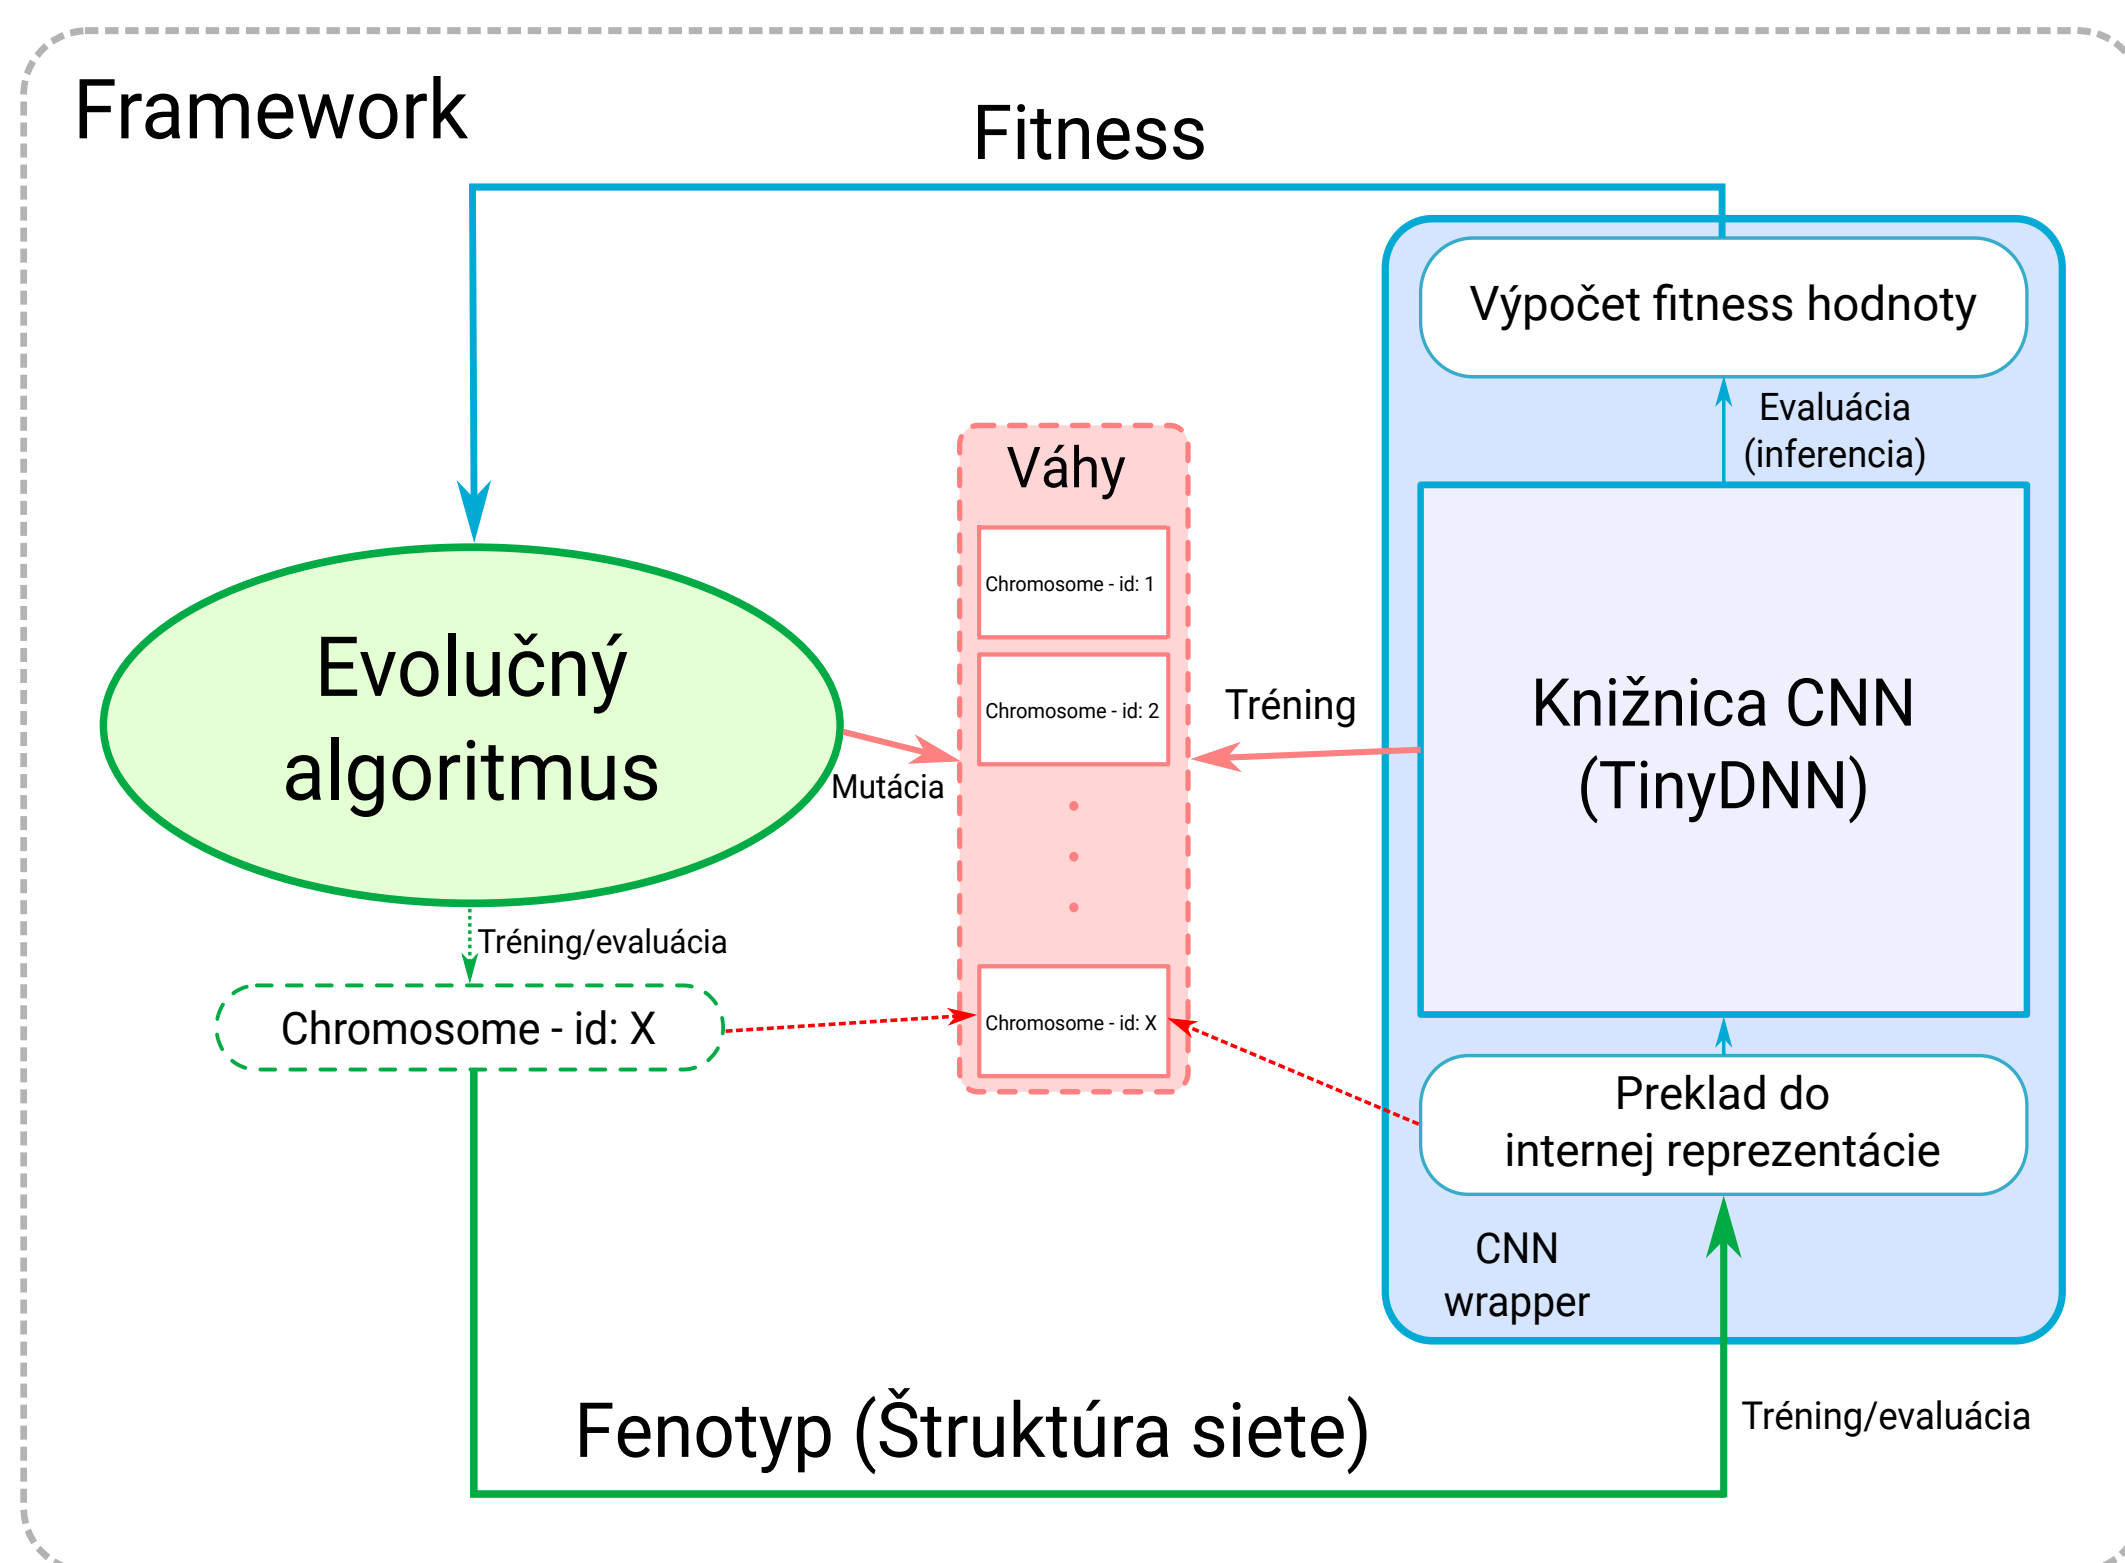 Framework
Fitness
Výpočet fitness hodnoty
Evaluácia
(inferencia)
Váhy
Chromosome - id: 1
Chromosome - id: 2
Chromosome - id: X
Evolučný
algoritmus
Mutácia
Tréning
Knižnica CNN
(TinyDNN)
Tréning/evaluácia
Chromosome - id: X
Preklad do
internej reprezentácie
CNN
wrapper
Fenotyp (Štruktúra siete)
Tréning/evaluácia